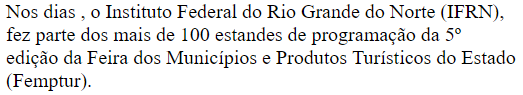 Nos dias , o Instituto Federal do Rio Grande do Norte (IFRN),
fez parte dos mais de 100 estandes de programação da 5º
edição da Feira dos Municípios e Produtos Turísticos do Estado
(Femptur).